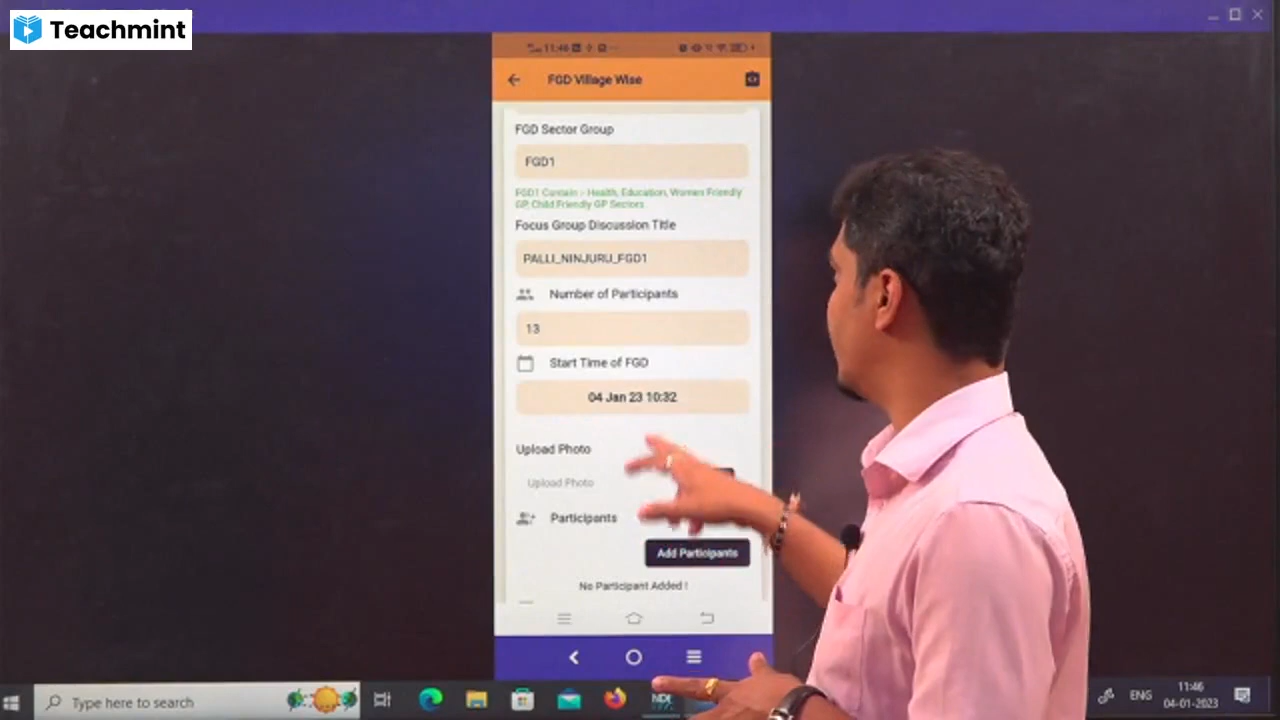 Teachmint
11:46
FGD Village Wise
FGD Sector Group
FGD1
FGD1 Contain :- Health, Education, Women Friendly
GP, Child Friendly GP Sectors
Focus Group Discussion Title
PALLI_NINJURU_FGD1
Number of Participants
13
Start Time of FGD
04 Jan 23 10:32
Upload Photo
Upload Photo
Participants
Add Participants
No Participant Added !
Type here to search
ENG
11:46
04-01-2023